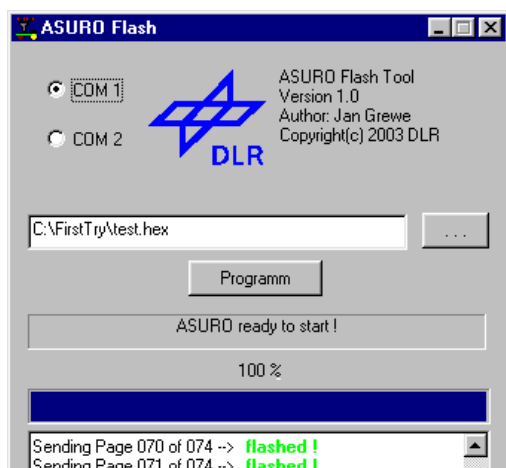 ASURO Flash
COM 1
COM 2
DLR
ASURO Flash Tool
Version 1.0
Author: Jan Grewe
Copyright(c) 2003 DLR
C:\FirstTry\test.hex
...
Programm
ASURO ready to start !
100 %
Sending Page 070 of 074 --> flashed !
Sending Page 071 of 074 --> flashed !